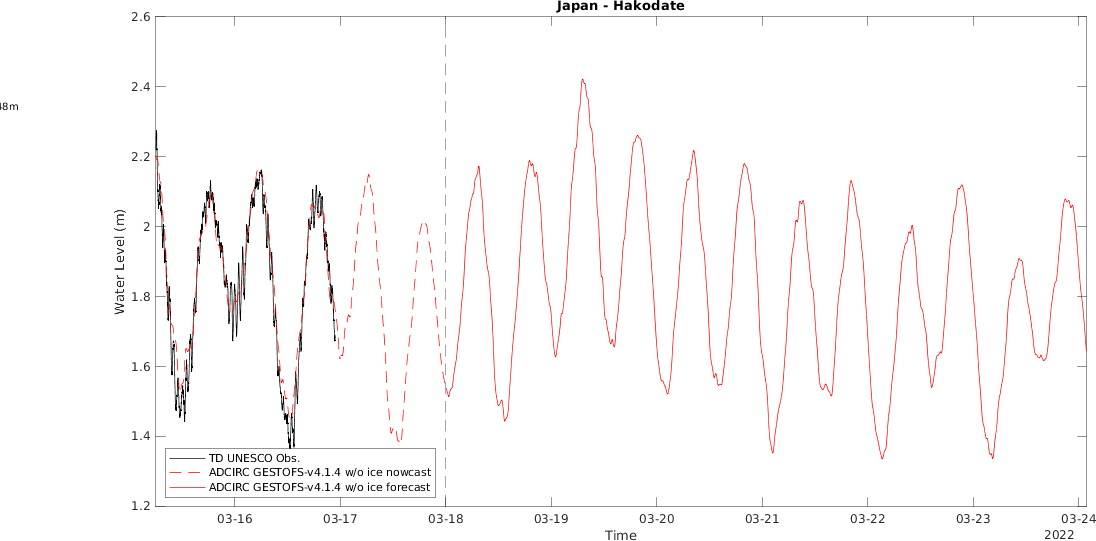 Japan - Hakodate
48m
2.6
2.4
2.2
2
1.8
1.6
1.4
1.2
Water Level (m)
TD UNESCO Obs.
ADCIRC GESTOFS-v4.1.4 w/o ice nowcast
ADCIRC GESTOFS-v4.1.4 w/o ice forecast
03-16 03-17 03-18 03-19 03-20 03-21 03-22 03-23 03-24
Time
2022